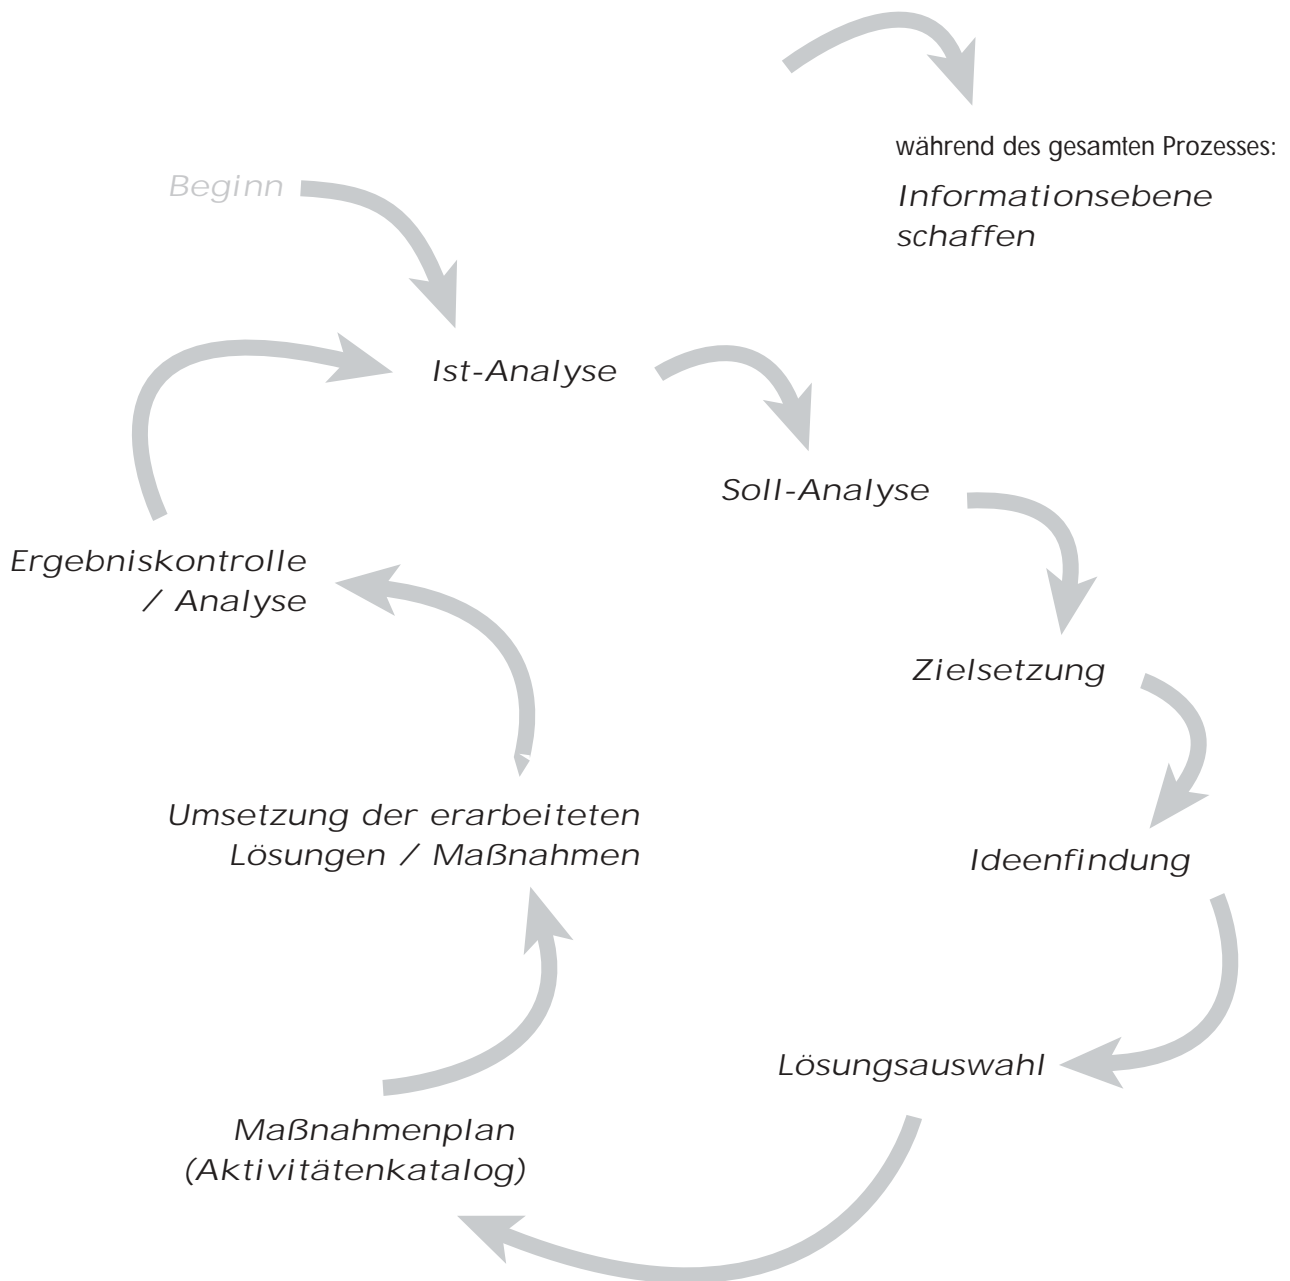 während des gesamten Prozesses:
Informationsebene
schaffen
Beginn
Ist-Analyse
Soll-Analyse
Zielsetzung
Ideenfindung
Lösungsauswahl
Maßnahmenplan
(Aktivitätenkatalog)
Umsetzung der erarbeiteten
Lösungen / Maßnahmen
Ergebniskontrolle
/ Analyse